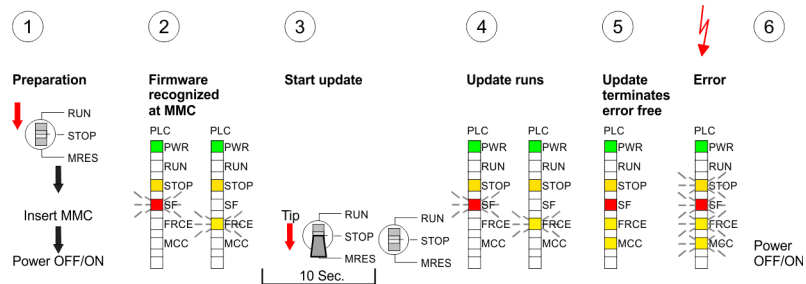 1
Preparation
RUN
STOP
MRES
Insert MMC
Power OFF/ON
2
Firmware
recognized
at MMC
PLC
PWR
RUN
STOP
SF
FRCE
MCC
PLC
PWR
RUN
STOP
SF
FRCE
MCC
3
Start update
Tip
RUN
STOP
MRES
10 Sec.
RUN
STOP
MRES
4
Update runs
PLC
PWR
RUN
STOP
SF
FRCE
MCC
PLC
PWR
RUN
STOP
SF
FRCE
MCC
5
Update
terminates
error free
PLC
PWR
RUN
STOP
SF
FRCE
MCC
Error
PLC
PWR
RUN
STOP
SF
FRCE
MCC
6
Power
OFF/ON